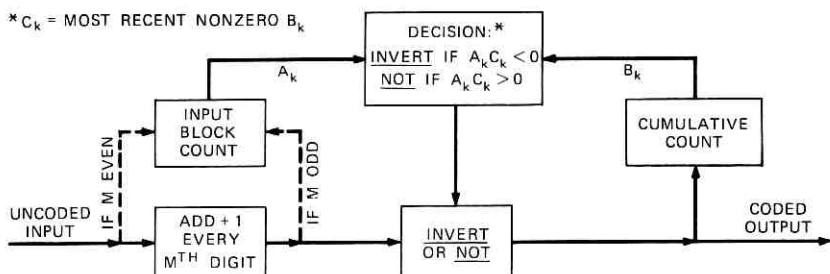 *C_k = MOST RECENT NONZERO B_k
DECISION:*
INVERT IF A_kC_k < 0
NOT IF A_kC_k > 0
A_k
B_k
INPUT
BLOCK
COUNT
CUMULATIVE
COUNT
IF M EVEN
IF M ODD
UNCODED
INPUT
ADD + 1
EVERY
M^TH DIGIT
INVERT
OR NOT
CODED
OUTPUT